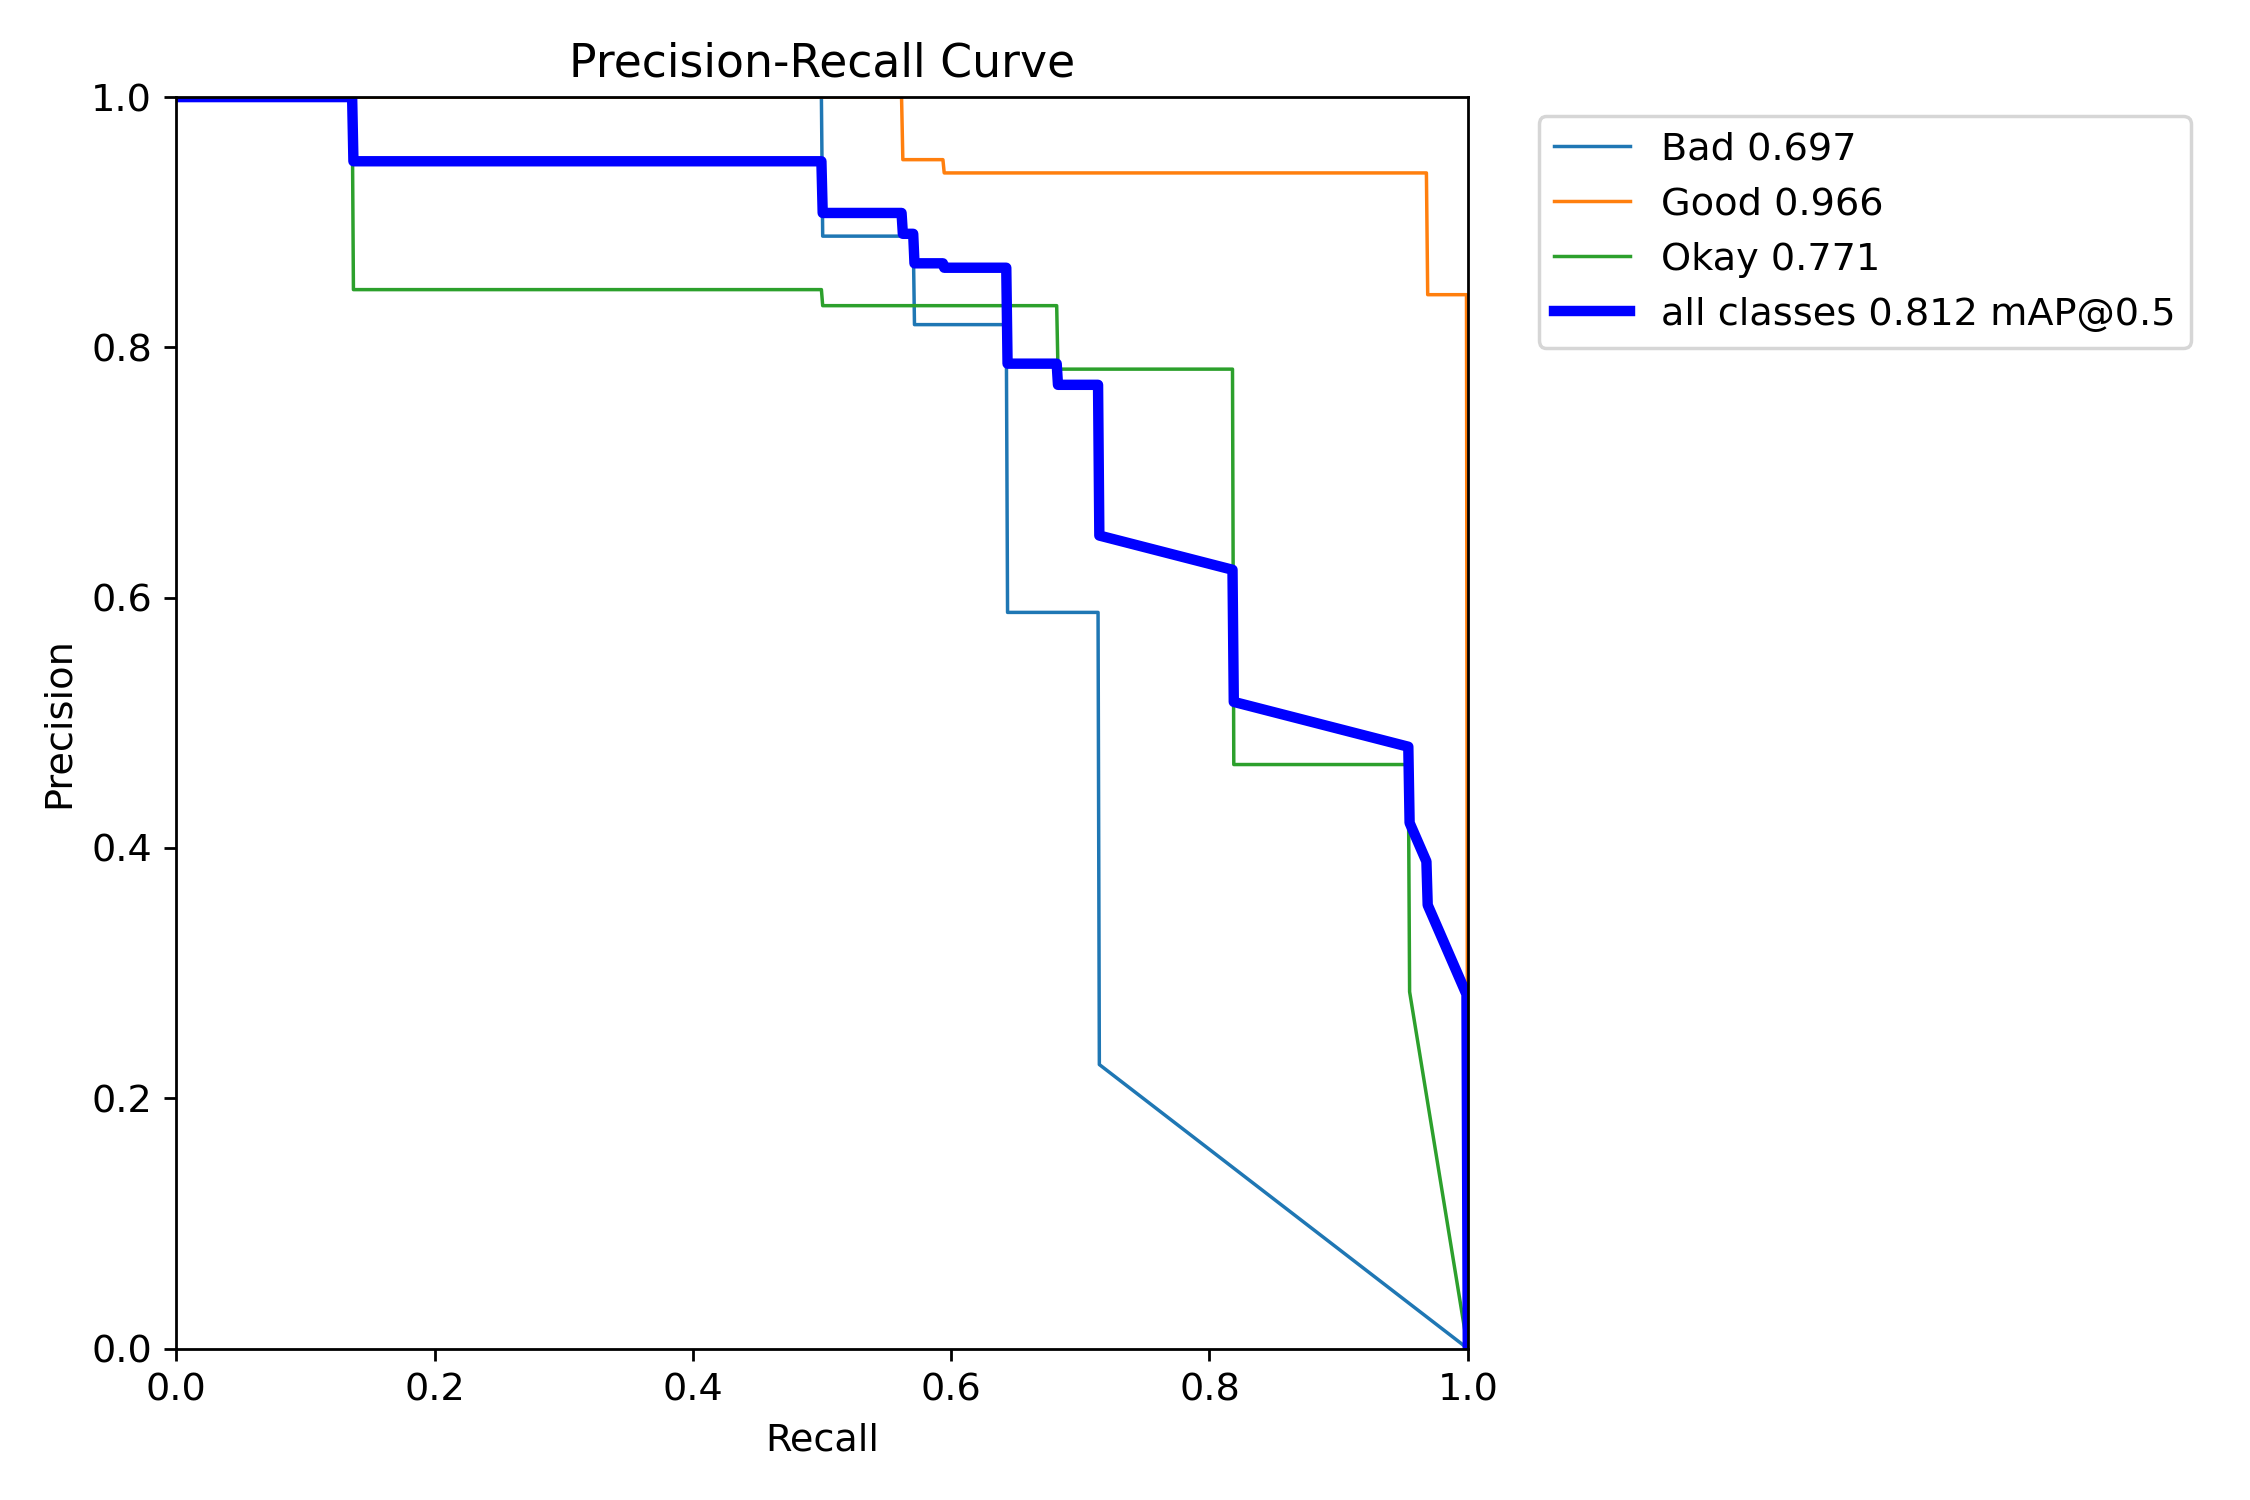 Precision-Recall Curve
1.0
0.8
0.6
0.4
0.2
0.0
Precision
0.0 0.2 0.4 0.6 0.8 1.0
Recall
Bad 0.697
Good 0.966
Okay 0.771
all classes 0.812 mAP@0.5